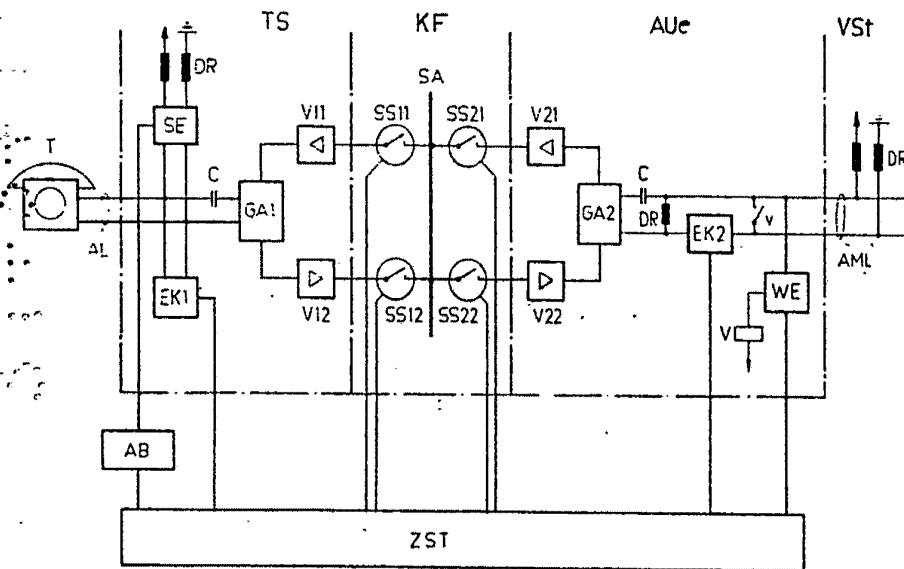 TS KF AUe VSt
SA
DR
V11 SS11 SS21 V21
SE
T
C C
DR
GA1 GA2
DR
EK2
v
AL
AML
EK1
WE
V12 SS12 SS22 V22
V
AB
ZST